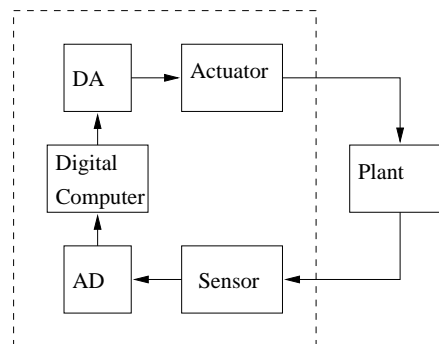 DA
Actuator
Digital
Computer
Plant
AD
Sensor